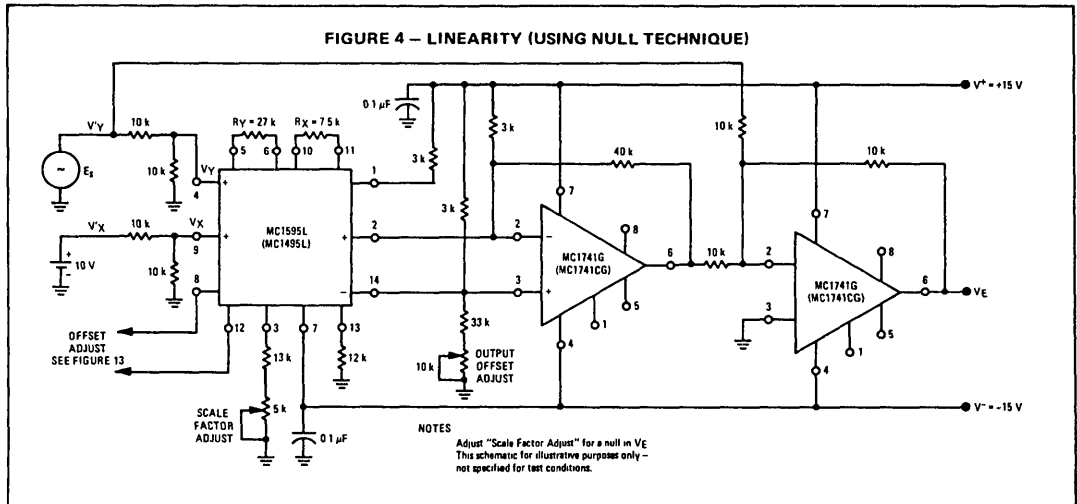 FIGURE 4 – LINEARITY (USING NULL TECHNIQUE)
V+ = +15 V
0 1 µF
V'Y
10 k
RY = 27 k
RX = 7 5 k
5
6
10
11
3 k
3 k
3 k
10 k
40 k
10 k
Es
~
10 k
VY
4
+
1
7
7
MC1595L
(MC1495L)
V'X
10 k
VX
9
+
2
+
2
–
8
MC1741G
(MC1741CG)
6
10 k
2
–
8
MC1741G
(MC1741CG)
6
VE
+
10 V
–
10 k
8
14
–
3
+
5
1
4
3
+
5
1
4
OFFSET
ADJUST
SEE FIGURE 13
12
3
7
13
13 k
12 k
33 k
10 k
OUTPUT
OFFSET
ADJUST
SCALE
FACTOR
ADJUST
5 k
0 1 µF
V– = –15 V
NOTES
Adjust "Scale Factor Adjust" for a null in VE
This schematic for illustrative purposes only –
not specified for test conditions.